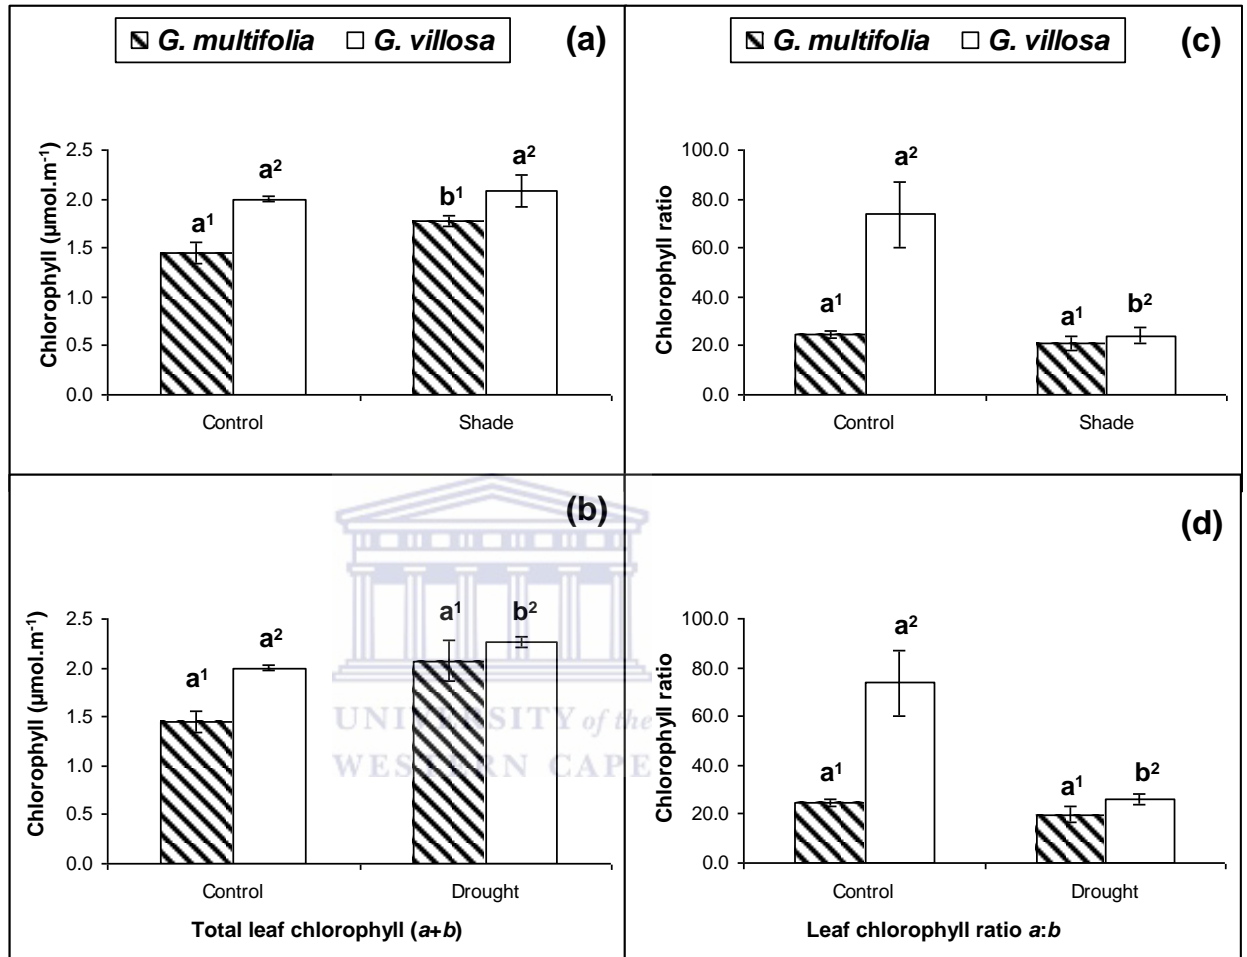 G. multifolia G. villosa (a)
Chlorophyll (µmol.m⁻¹)
2.5
2.0
1.5
1.0
0.5
0.0
a¹ a² b¹ a²
Control Shade
G. multifolia G. villosa (c)
Chlorophyll ratio
100.0
80.0
60.0
40.0
20.0
0.0
a¹ a² a¹ b²
Control Shade
(b)
Chlorophyll (µmol.m⁻¹)
2.5
2.0
1.5
1.0
0.5
0.0
a¹ a² a¹ b²
Control Drought
Total leaf chlorophyll (a+b)
UNIVERSITY of the
WESTERN CAPE
(d)
Chlorophyll ratio
100.0
80.0
60.0
40.0
20.0
0.0
a¹ a² a¹ b²
Control Drought
Leaf chlorophyll ratio a:b